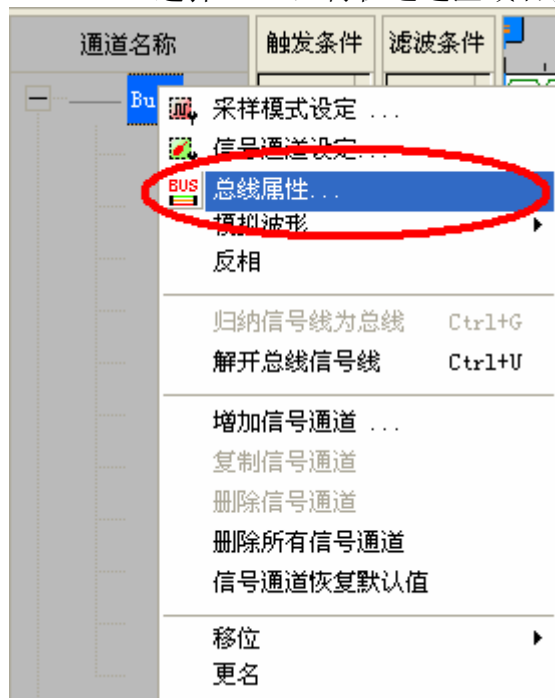 通道名称 触发条件 滤波条件
Bu
采样模式设定 ...
信号通道设定...
BUS 总线属性...
模拟波形
反相
归纳信号线为总线 Ctrl+G
解开总线信号线 Ctrl+U
增加信号通道 ...
复制信号通道
删除信号通道
删除所有信号通道
信号通道恢复默认值
移位
更名